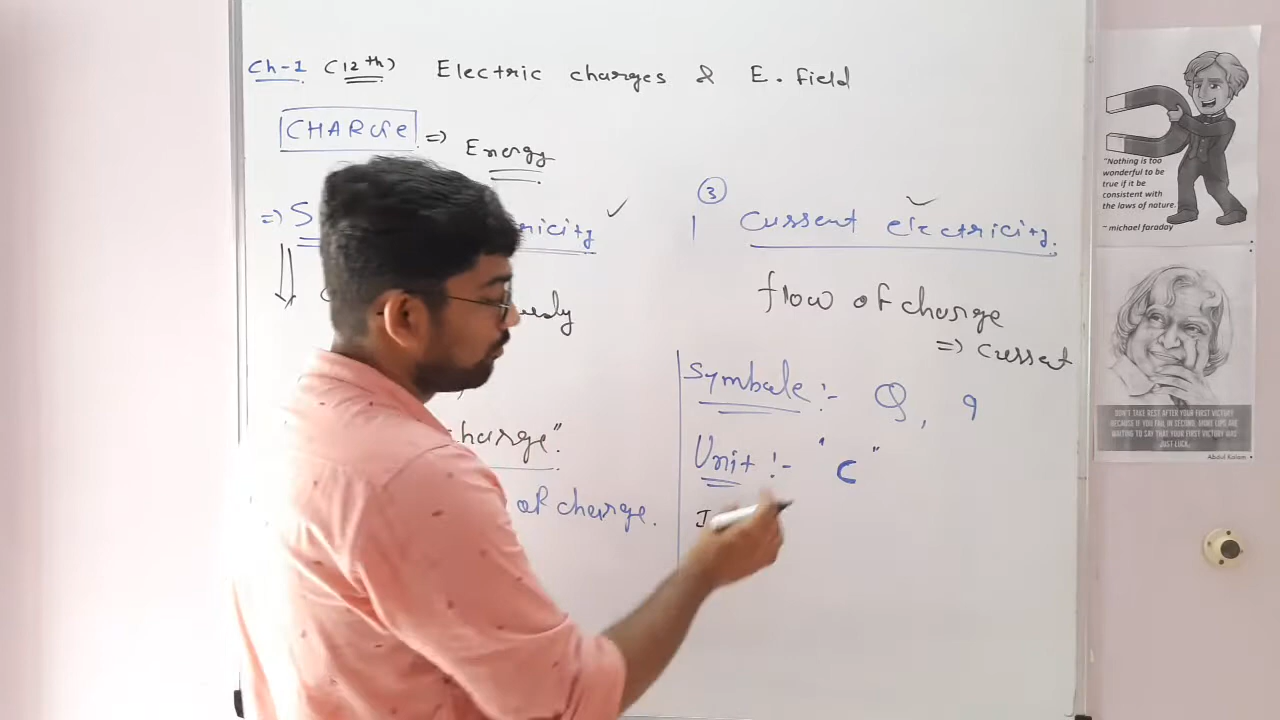 Ch-1 (12th) Electric charges & E. field
CHARGE => Energy
=> S ricity ✓
harge".
of charge.
③
Current electricity.
flow of charge
=> current
Symbale :- Q, q
Unit :- "C"
I
"Nothing is too
wonderful to be
true if it be
consistent with
the laws of nature."
~ michael faraday
DON'T TAKE REST AFTER YOUR FIRST VICTORY
BECAUSE IF YOU FAIL IN SECOND, MORE LIPS ARE
WAITING TO SAY THAT YOUR FIRST VICTORY WAS
JUST LUCK.
Abdul Kalam